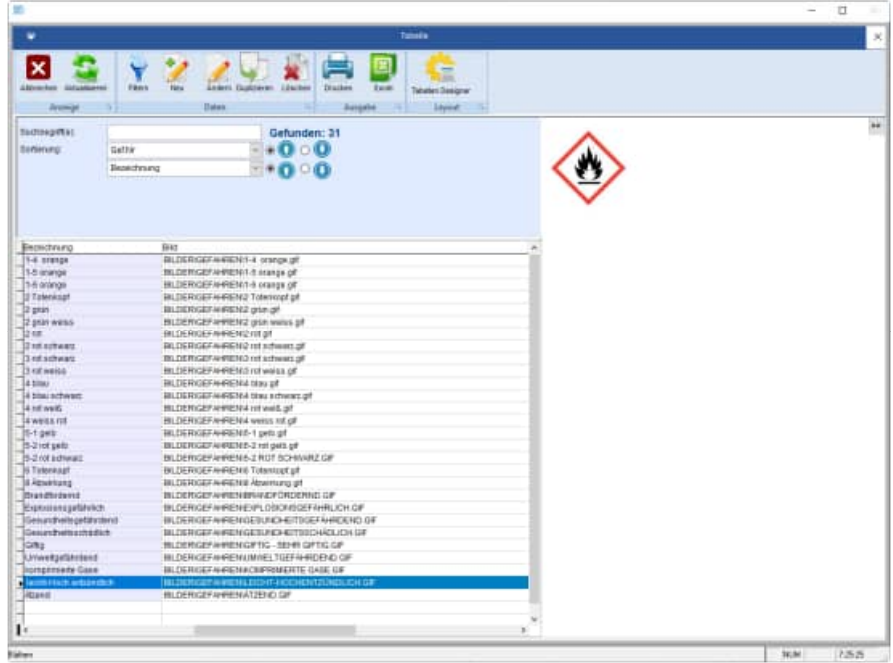 Tabelle
Abbrechen Aktualisieren Filtern Neu Ändern Duplizieren Löschen Drucken Excel Tabellen Designer
Anzeige Daten Ausgabe Layout
Suchbegriff(e): Gefunden: 31
Sortierung: GefNr
Bezeichnung
Bezeichnung Bild
1-4 orange BILDER\GEFAHREN\1-4 orange.gif
1-5 orange BILDER\GEFAHREN\1-5 orange.gif
1-6 orange BILDER\GEFAHREN\1-6 orange.gif
2 Totenkopf BILDER\GEFAHREN\2 Totenkopf.gif
2 grün BILDER\GEFAHREN\2 grün.gif
2 grün weiss BILDER\GEFAHREN\2 grün weiss.gif
2 rot BILDER\GEFAHREN\2 rot.gif
2 rot schwarz BILDER\GEFAHREN\2 rot schwarz.gif
3 rot schwarz BILDER\GEFAHREN\3 rot schwarz.gif
3 rot weiss BILDER\GEFAHREN\3 rot weiss.gif
4 blau BILDER\GEFAHREN\4 blau.gif
4 blau schwarz BILDER\GEFAHREN\4 blau schwarz.gif
4 rot weiß BILDER\GEFAHREN\4 rot weiß.gif
4 weiss rot BILDER\GEFAHREN\4 weiss rot.gif
5-1 gelb BILDER\GEFAHREN\5-1 gelb.gif
5-2 rot gelb BILDER\GEFAHREN\5-2 rot gelb.gif
5-2 rot schwarz BILDER\GEFAHREN\5-2 ROT SCHWARZ.GIF
6 Totenkopf BILDER\GEFAHREN\6 Totenkopf.gif
8 Ätzwirkung BILDER\GEFAHREN\8 Ätzwirkung.gif
Brandfördernd BILDER\GEFAHREN\BRANDFÖRDERND.GIF
Explosionsgefährlich BILDER\GEFAHREN\EXPLOSIONSGEFÄHRLICH.GIF
Gesundheitsgefährdend BILDER\GEFAHREN\GESUNDHEITSGEFÄHRDEND.GIF
Gesundheitsschädlich BILDER\GEFAHREN\GESUNDHEITSSCHÄDLICH.GIF
Giftig BILDER\GEFAHREN\GIFTIG - SEHR GIFTIG.GIF
Umweltgefährdend BILDER\GEFAHREN\UMWELTGEFÄHRDEND.GIF
komprimierte Gase BILDER\GEFAHREN\KOMPRIMIERTE GASE.GIF
leicht-Hoch entzündlich BILDER\GEFAHREN\LEICHT-HOCHENTZÜNDLICH.GIF
Ätzend BILDER\GEFAHREN\ÄTZEND.GIF
NUM 7:25:25